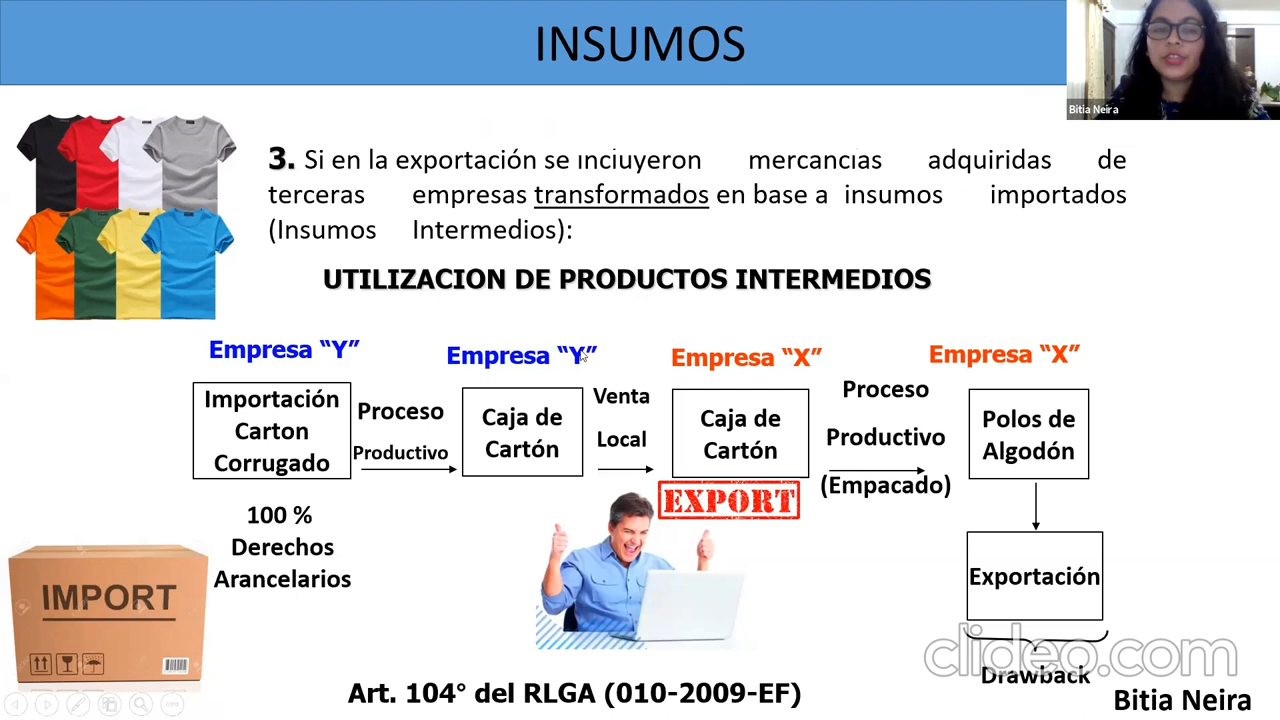 INSUMOS
Bitia Neira
3. Si en la exportación se incluyeron mercancías adquiridas de
terceras empresas transformados en base a insumos importados
(Insumos Intermedios):
UTILIZACION DE PRODUCTOS INTERMEDIOS
Empresa “Y”
Importación
Carton
Corrugado
100 %
Derechos
Arancelarios
Proceso
Productivo
Empresa “Y”
Caja de
Cartón
Venta
Local
Empresa “X”
Caja de
Cartón
EXPORT
Proceso
Productivo
(Empacado)
Empresa “X”
Polos de
Algodón
Exportación
Drawback
IMPORT
clideo.com
Art. 104° del RLGA (010-2009-EF)
Bitia Neira